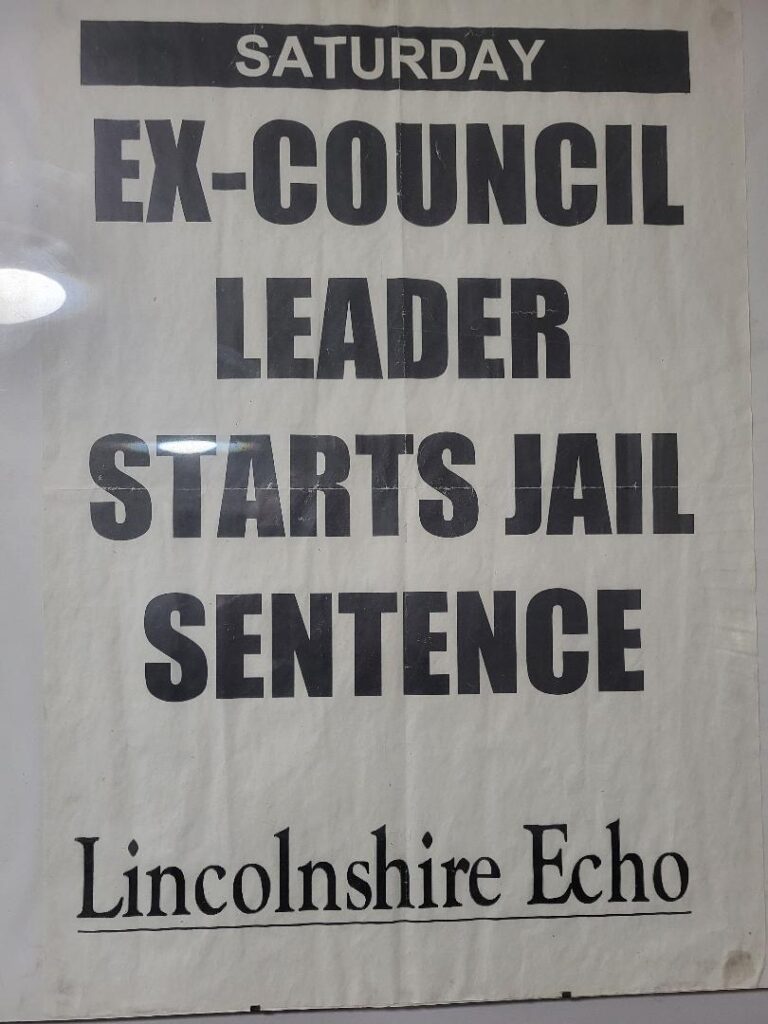 SATURDAY
EX-COUNCIL
LEADER
STARTS JAIL
SENTENCE
Lincolnshire Echo